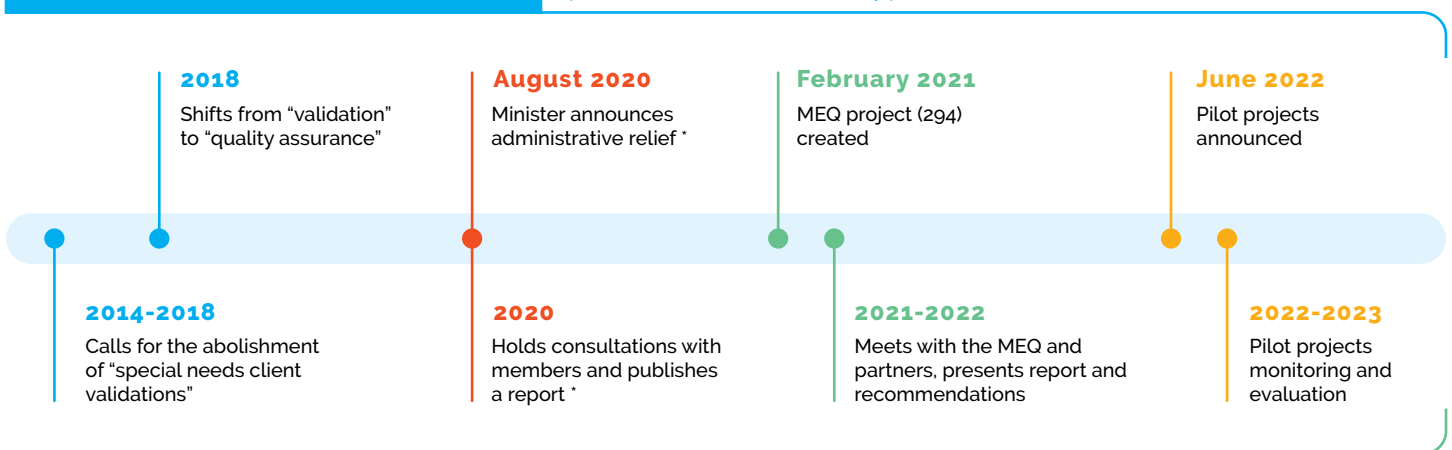 2018
Shifts from “validation”
to “quality assurance”
August 2020
Minister announces
administrative relief *
February 2021
MEQ project (294)
created
June 2022
Pilot projects
announced
2014-2018
Calls for the abolishment
of “special needs client
validations”
2020
Holds consultations with
members and publishes
a report *
2021-2022
Meets with the MEQ and
partners, presents report and
recommendations
2022-2023
Pilot projects
monitoring and
evaluation